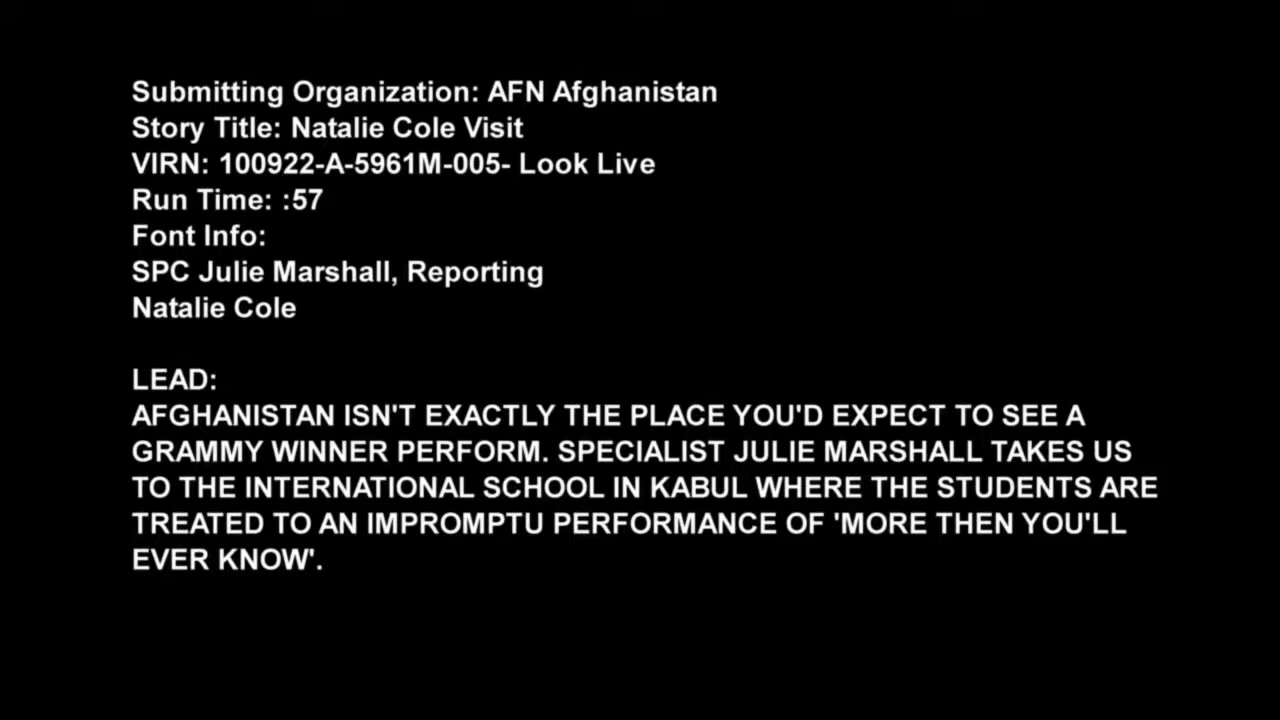 Submitting Organization: AFN Afghanistan
Story Title: Natalie Cole Visit
VIRN: 100922-A-5961M-005- Look Live
Run Time: :57
Font Info:
SPC Julie Marshall, Reporting
Natalie Cole
LEAD:
AFGHANISTAN ISN'T EXACTLY THE PLACE YOU'D EXPECT TO SEE A
GRAMMY WINNER PERFORM. SPECIALIST JULIE MARSHALL TAKES US
TO THE INTERNATIONAL SCHOOL IN KABUL WHERE THE STUDENTS ARE
TREATED TO AN IMPROMPTU PERFORMANCE OF 'MORE THEN YOU'LL
EVER KNOW'.